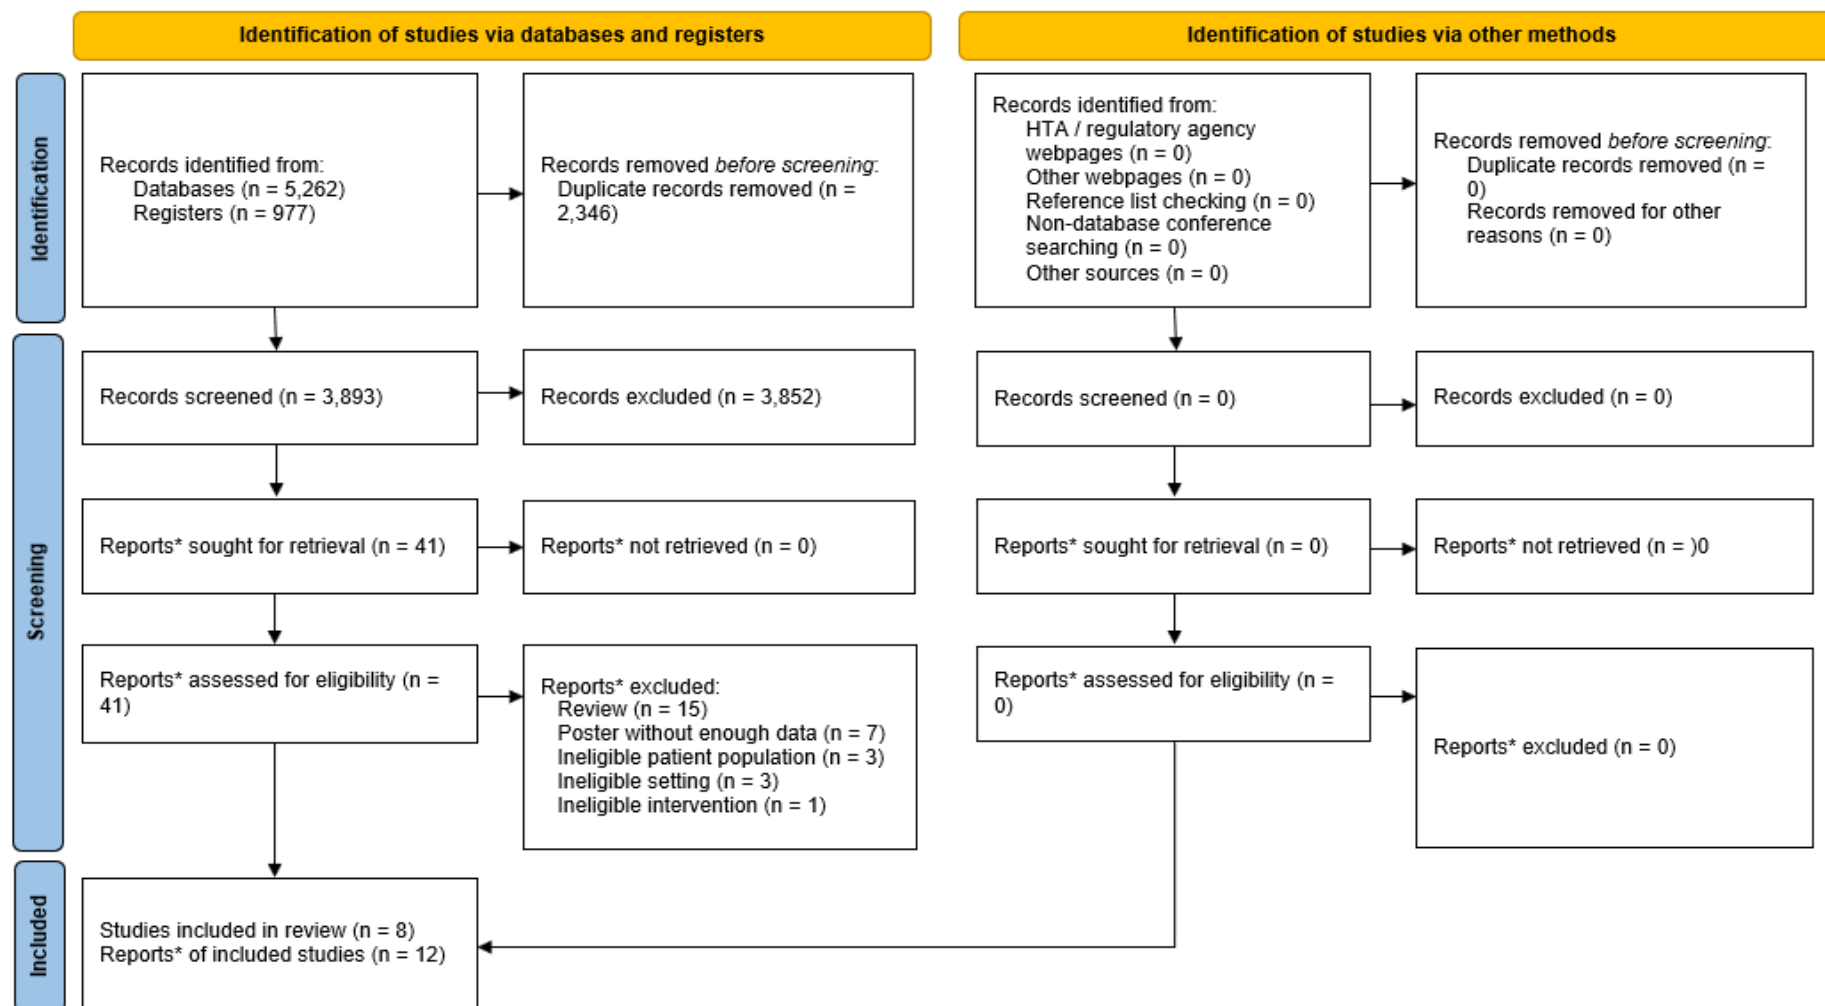 Identification of studies via databases and registers
Identification of studies via other methods
Identification
Records identified from:
Databases (n = 5,262)
Registers (n = 977)
Records removed before screening:
Duplicate records removed (n =
2,346)
Records identified from:
HTA / regulatory agency
webpages (n = 0)
Other webpages (n = 0)
Reference list checking (n = 0)
Non-database conference
searching (n = 0)
Other sources (n = 0)
Records removed before screening:
Duplicate records removed (n =
0)
Records removed for other
reasons (n = 0)
Screening
Records screened (n = 3,893)
Records excluded (n = 3,852)
Records screened (n = 0)
Records excluded (n = 0)
Reports* sought for retrieval (n = 41)
Reports* not retrieved (n = 0)
Reports* sought for retrieval (n = 0)
Reports* not retrieved (n = )0
Reports* assessed for eligibility (n =
41)
Reports* excluded:
Review (n = 15)
Poster without enough data (n = 7)
Ineligible patient population (n = 3)
Ineligible setting (n = 3)
Ineligible intervention (n = 1)
Reports* assessed for eligibility (n =
0)
Reports* excluded (n = 0)
Included
Studies included in review (n = 8)
Reports* of included studies (n = 12)